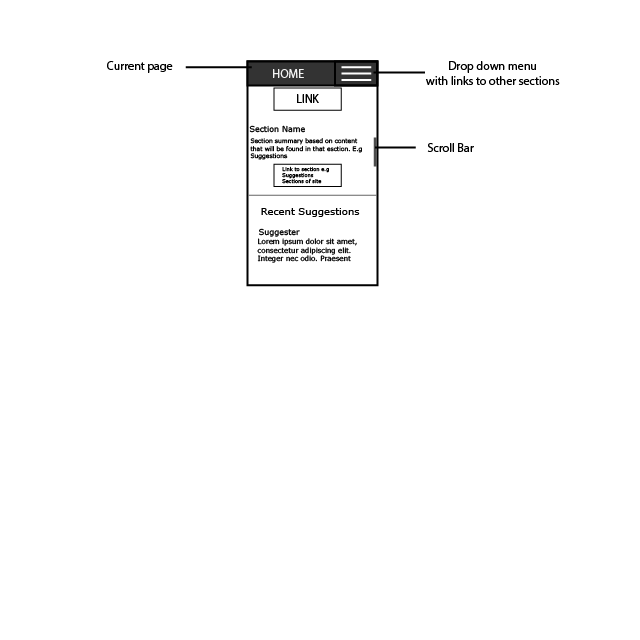 Current page
HOME
Drop down menu
with links to other sections
LINK
Section Name
Section summary based on content
that will be found in that esction. E.g
Suggestions
Scroll Bar
Link to section e.g
Suggestions
Sections of site
Recent Suggestions
Suggester
Lorem ipsum dolor sit amet,
consectetur adipiscing elit.
Integer nec odio. Praesent